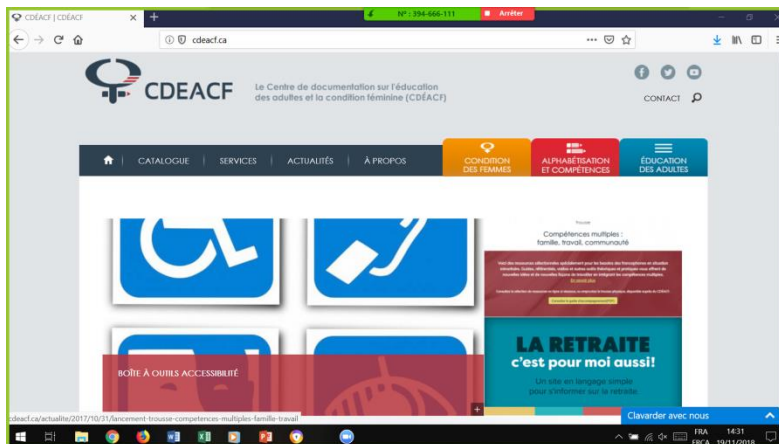 CDÉACF | CDÉACF
N° : 394-666-111
Arrêter
cdeacf.ca
CDEACF
Le Centre de documentation sur l'éducation
des adultes et la condition féminine (CDÉACF)
CONTACT
CATALOGUE
SERVICES
ACTUALITÉS
À PROPOS
CONDITION
DES FEMMES
ALPHABÉTISATION
ET COMPÉTENCES
ÉDUCATION
DES ADULTES
Compétences multiples :
famille, travail, communauté
En savoir plus
LA RETRAITE
c'est pour moi aussi!
Un site en langage simple
pour s'informer sur la retraite
BOÎTE À OUTILS ACCESSIBILITÉ
cdeacf.ca/actualite/2017/10/31/lancement-trousse-competences-multiples-famille-travail
Clavarder avec nous
FRA
FRCA
14:31
19/11/2018